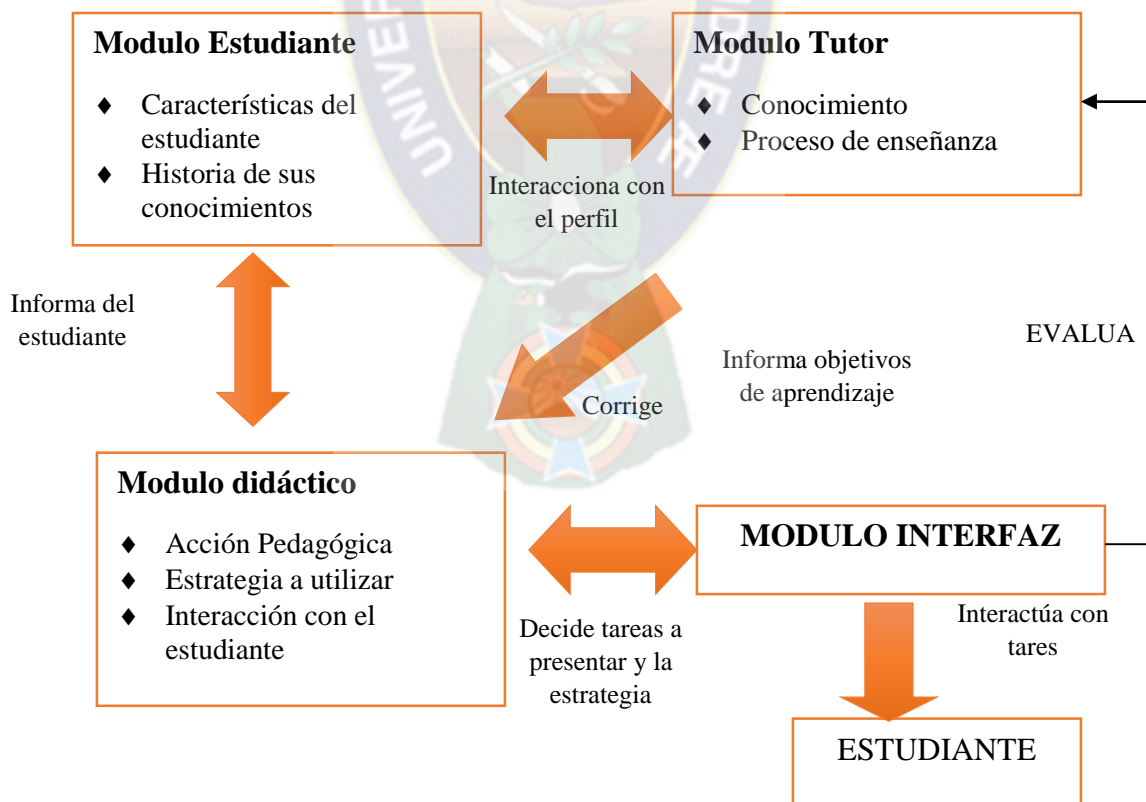 Modulo Estudiante
♦ Características del
estudiante
♦ Historia de sus
conocimientos
Modulo Tutor
♦ Conocimiento
♦ Proceso de enseñanza
Interacciona con
el perfil
Informa del
estudiante
Corrige
Informa objetivos
de aprendizaje
EVALUA
Modulo didáctico
♦ Acción Pedagógica
♦ Estrategia a utilizar
♦ Interacción con el
estudiante
Decide tareas a
presentar y la
estrategia
MODULO INTERFAZ
Interactúa con
tares
ESTUDIANTE